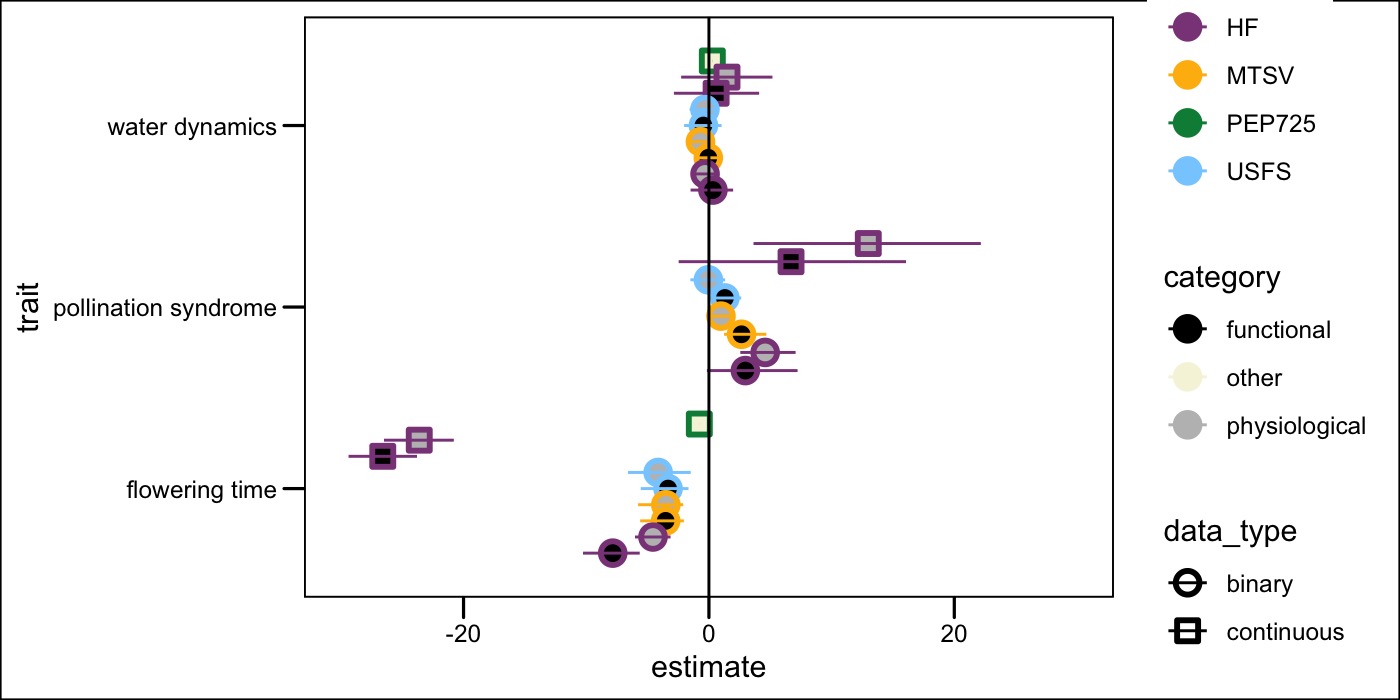 trait
water dynamics
pollination syndrome
flowering time
-20
0
20
estimate
HF
MTSV
PEP725
USFS
category
functional
other
physiological
data_type
binary
continuous